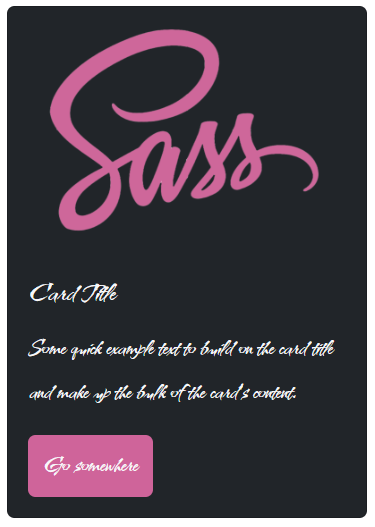 Sass
Card Title
Some quick example text to build on the card title
and make up the bulk of the card's content.
Go somewhere